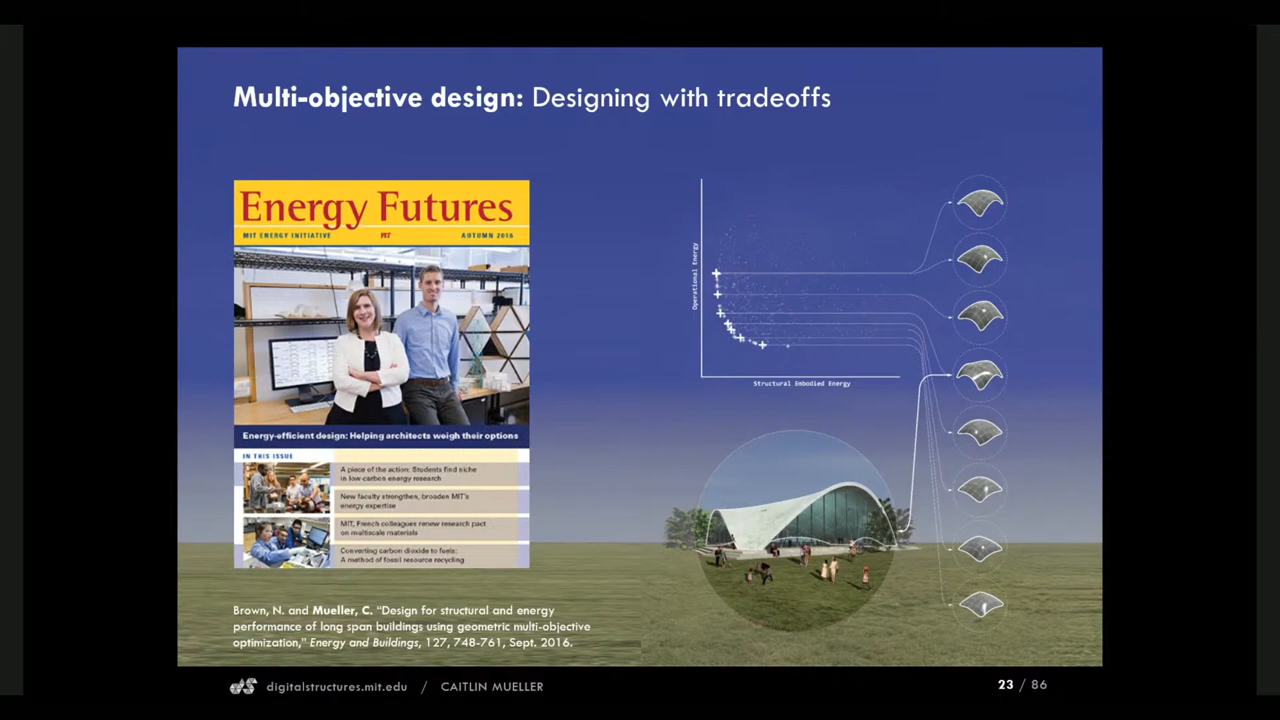 Multi-objective design: Designing with tradeoffs
Energy Futures
MIT ENERGY INITIATIVE
MIT
AUTUMN 2016
Energy-efficient design: Helping architects weigh their options
IN THIS ISSUE
A piece of the action: Students find niche
in low-carbon energy research
New faculty strengthen, broaden MIT's
energy expertise
MIT, French colleagues renew research pact
on multiscale materials
Converting carbon dioxide to fuels:
A method of fossil resource recycling
Operational Energy
Structural Embodied Energy
Brown, N. and Mueller, C. "Design for structural and energy
performance of long span buildings using geometric multi-objective
optimization," Energy and Buildings, 127, 748-761, Sept. 2016.
digitalstructures.mit.edu / CAITLIN MUELLER
23 / 86